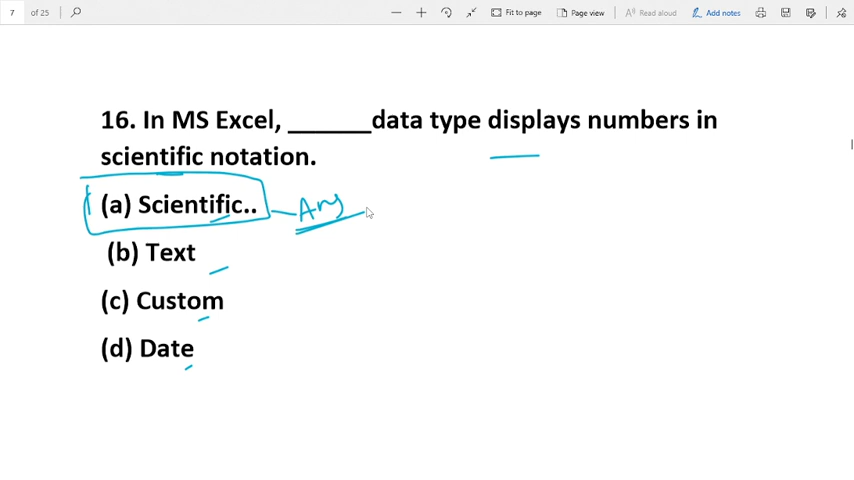 7 of 25 Fit to page Page view Read aloud Add notes
16. In MS Excel, ______data type displays numbers in
scientific notation.
(a) Scientific.. Ans
(b) Text
(c) Custom
(d) Date